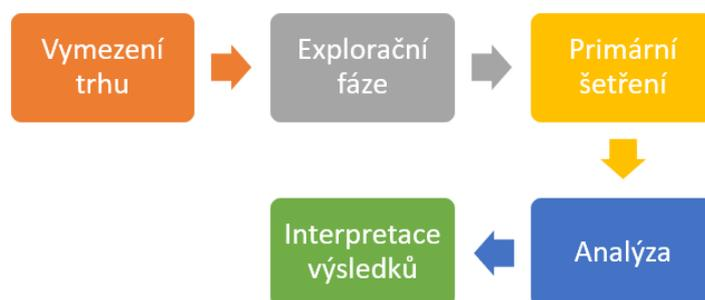 Vymezení
trhu
Explorační
fáze
Primární
šetření
Interpretace
výsledků
Analýza